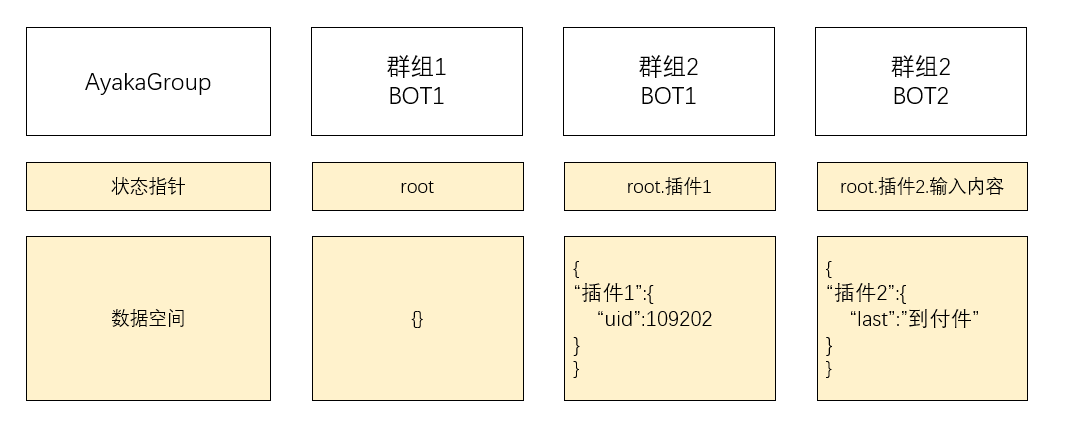 AyakaGroup
群组1
BOT1
群组2
BOT1
群组2
BOT2
状态指针
root
root.插件1
root.插件2.输入内容
数据空间
{}
{
“插件1”:{
“uid”:109202
}
}
{
“插件2”:{
“last”:”到付件”
}
}